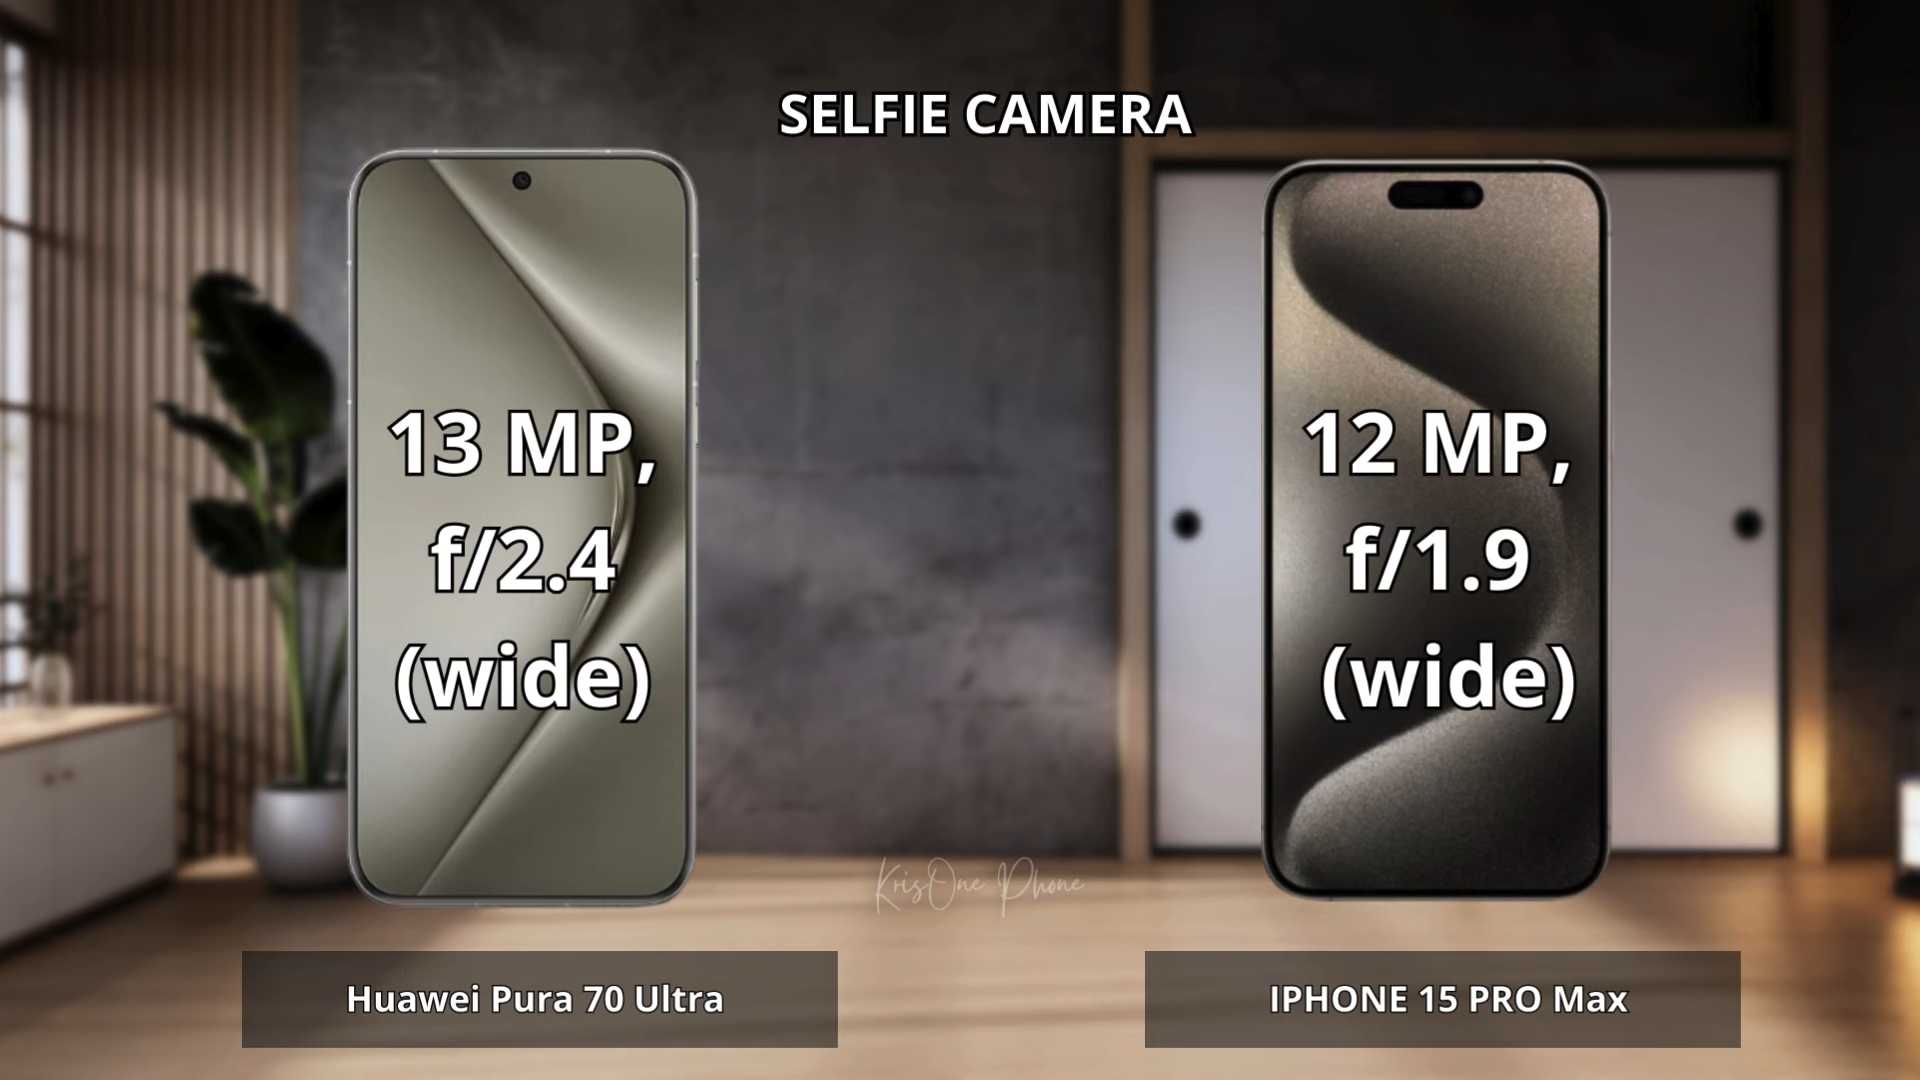 SELFIE CAMERA
13 MP,
f/2.4
(wide)
12 MP,
f/1.9
(wide)
KrisOne Phone
Huawei Pura 70 Ultra
IPHONE 15 PRO Max